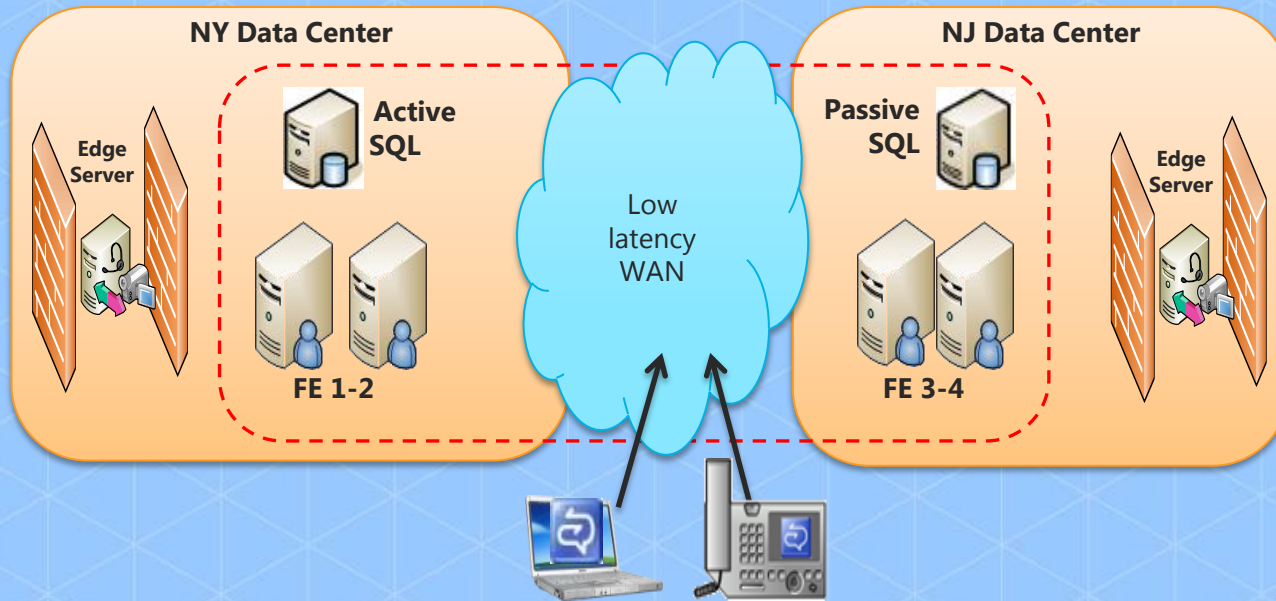 NY Data Center
NJ Data Center
Active
SQL
Passive
SQL
Edge
Server
Edge
Server
Low
latency
WAN
FE 1-2
FE 3-4